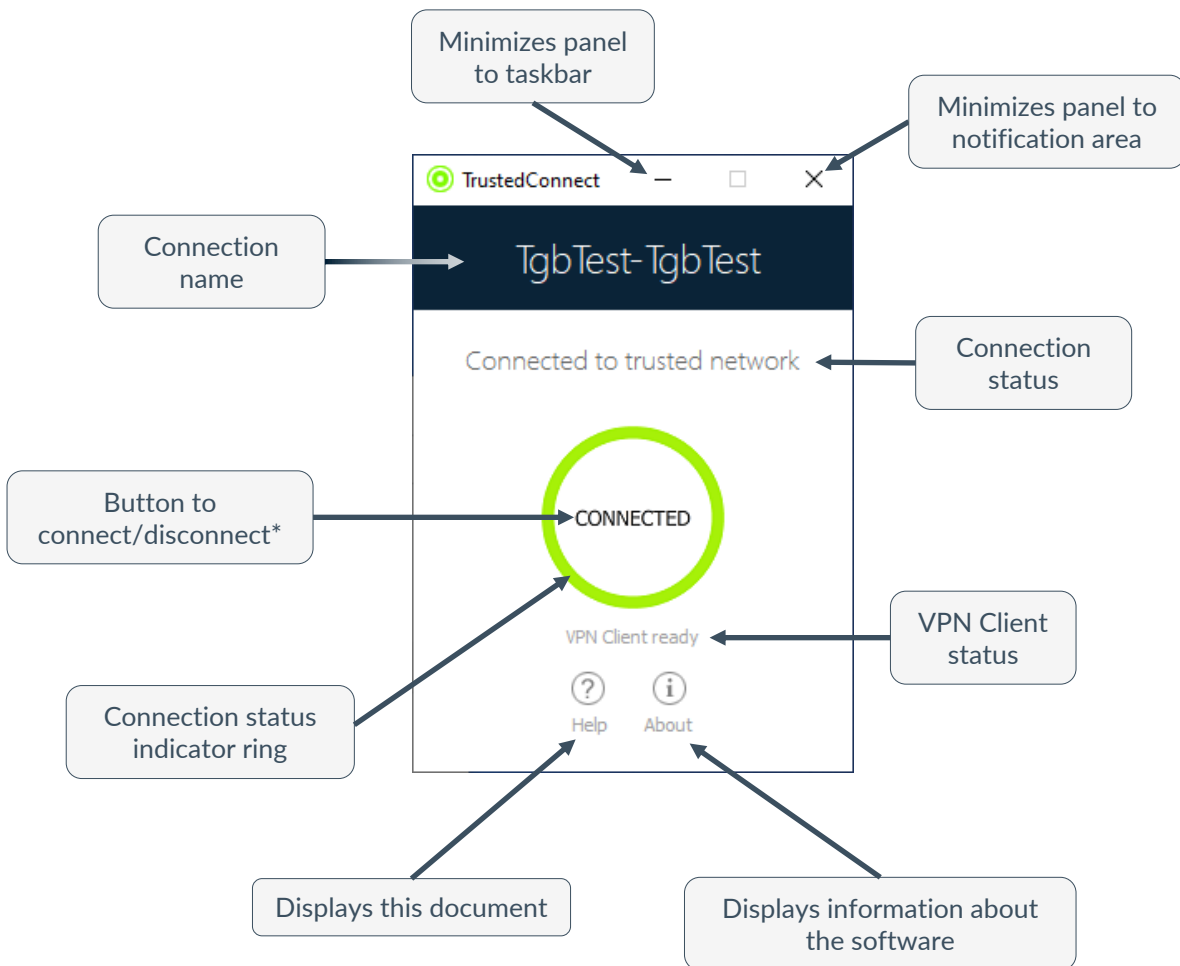 Minimizes panel
to taskbar
Minimizes panel to
notification area
TrustedConnect
Connection
name
TgbTest-TgbTest
Connected to trusted network
Connection
status
Button to
connect/disconnect*
CONNECTED
VPN Client ready
VPN Client
status
Connection status
indicator ring
Help
About
Displays this document
Displays information about
the software